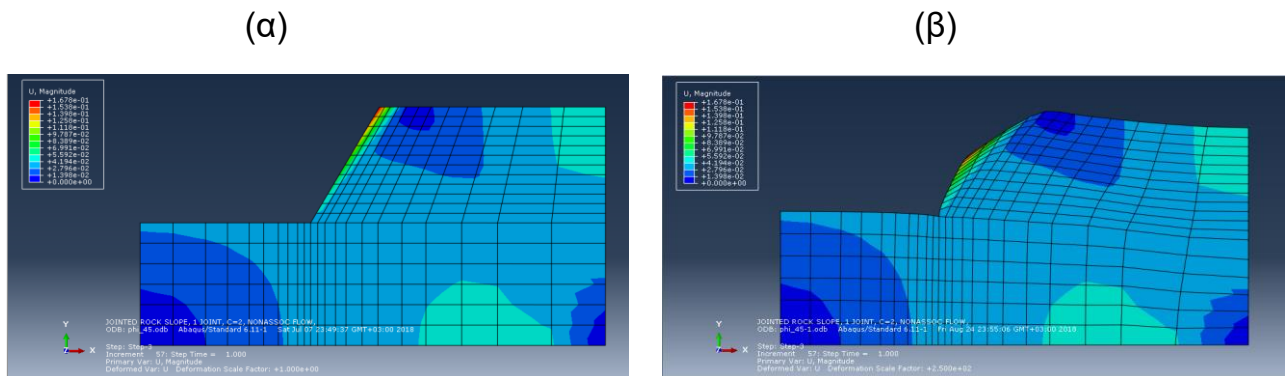 (α)
(β)
U, Magnitude
+1.678e-01
+1.538e-01
+1.398e-01
+1.258e-01
+1.118e-01
+9.787e-02
+8.389e-02
+6.991e-02
+5.592e-02
+4.194e-02
+2.796e-02
+1.398e-02
+0.000e+00
JOINTED ROCK SLOPE, 1 JOINT, C=2, NONASSOC FLOW,
ODB: phi_45.odb Abaqus/Standard 6.11-1 Sat Jul 07 23:49:37 GMT+03:00 2018
Step: Step-3
Increment 57: Step Time = 1.000
Primary Var: U, Magnitude
Deformed Var: U Deformation Scale Factor: +1.000e+00
Y
Z X
U, Magnitude
+1.678e-01
+1.538e-01
+1.398e-01
+1.258e-01
+1.118e-01
+9.787e-02
+8.389e-02
+6.991e-02
+5.592e-02
+4.194e-02
+2.796e-02
+1.398e-02
+0.000e+00
JOINTED ROCK SLOPE, 1 JOINT, C=2, NONASSOC FLOW,
ODB: phi_45-1.odb Abaqus/Standard 6.11-1 Fri Aug 24 23:55:06 GMT+03:00 2018
Step: Step-3
Increment 57: Step Time = 1.000
Primary Var: U, Magnitude
Deformed Var: U Deformation Scale Factor: +2.500e+02
Y
Z X